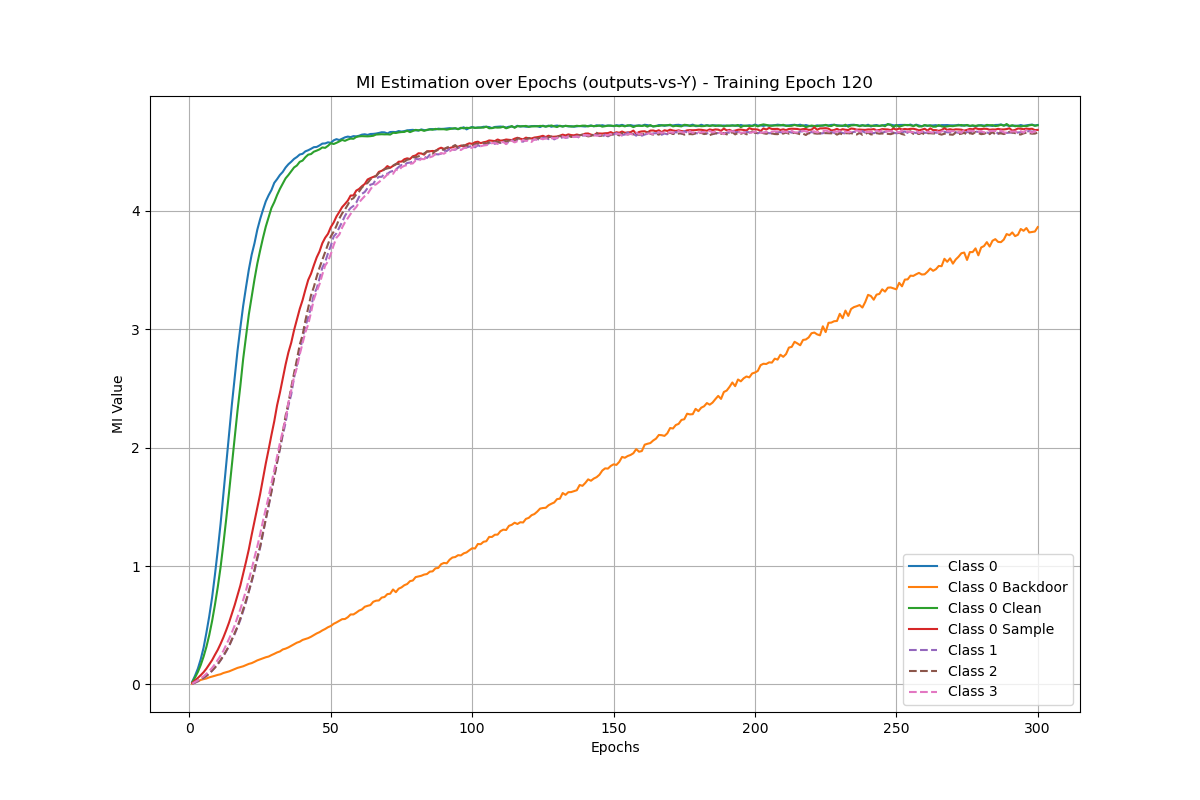 MI Estimation over Epochs (outputs-vs-Y) - Training Epoch 120
MI Value
4
3
2
1
0
0 50 100 150 200 250 300
Epochs
Class 0
Class 0 Backdoor
Class 0 Clean
Class 0 Sample
Class 1
Class 2
Class 3